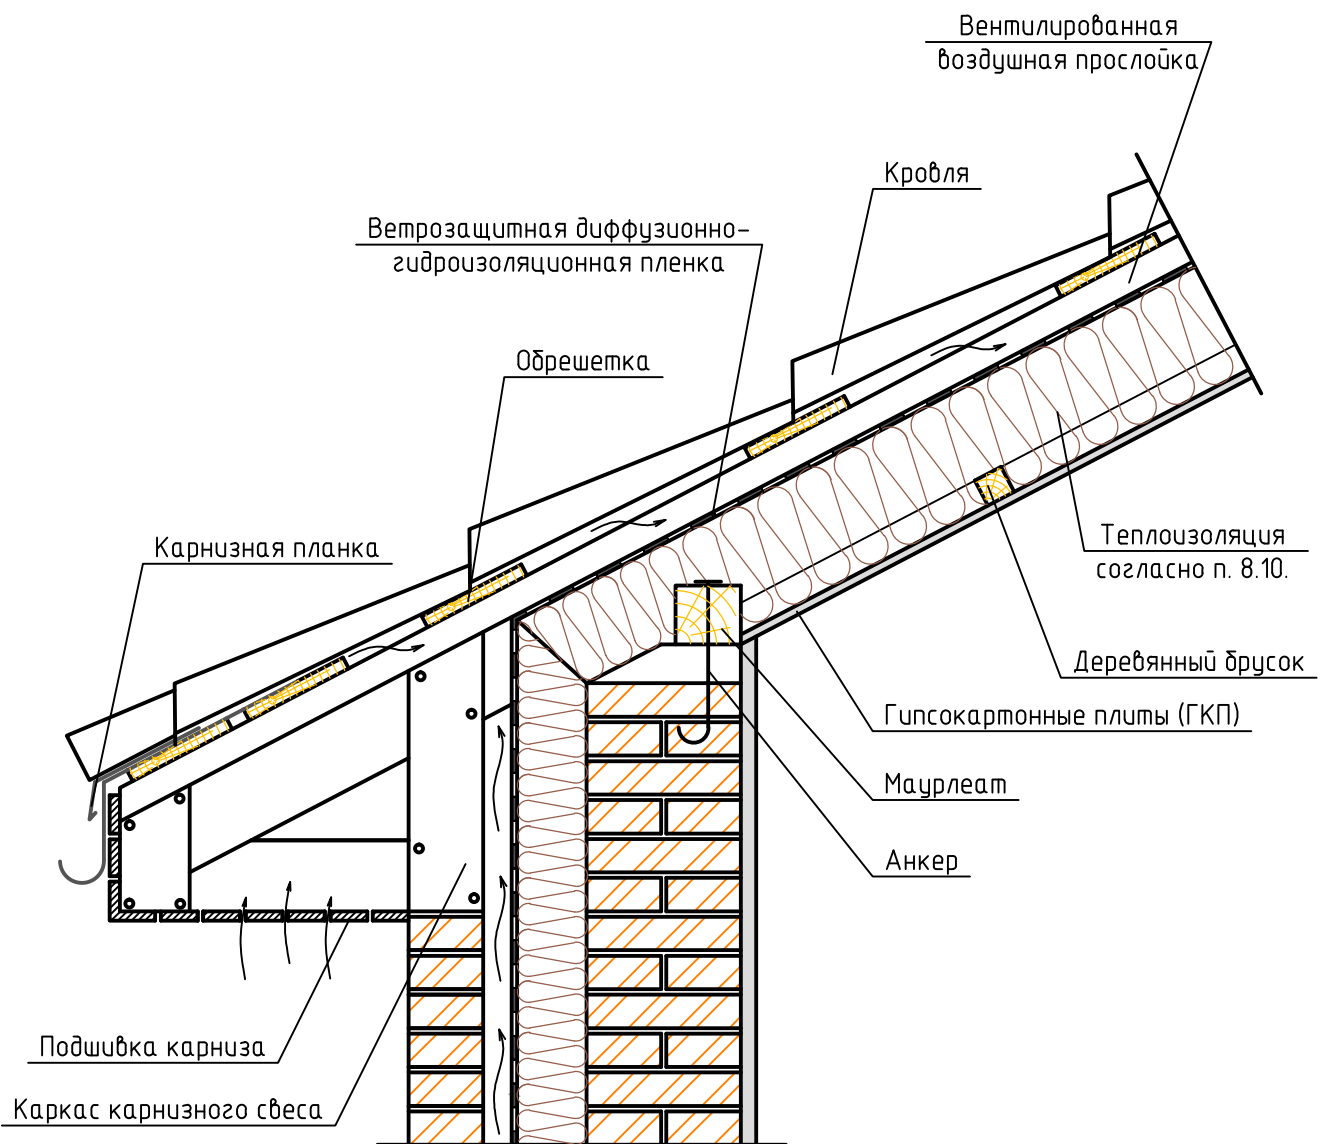 Вентилированная
воздушная прослойка
Кровля
Ветрозащитная диффузионно-
гидроизоляционная пленка
Обрешетка
Карнизная планка
Теплоизоляция
согласно п. 8.10.
Деревянный брусок
Гипсокартонные плиты (ГКП)
Маурлеат
Анкер
Подшивка карниза
Каркас карнизного свеса